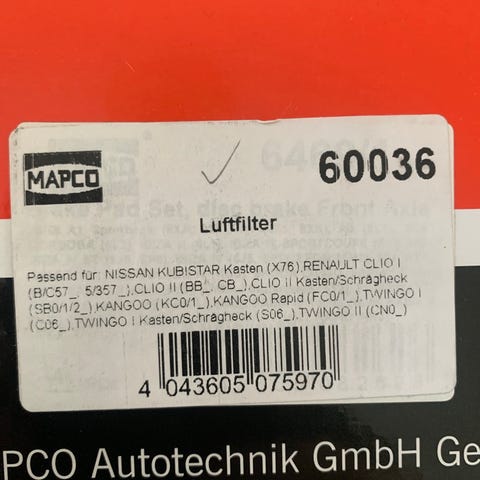 MAPCO
60036
Luftfilter
Passend für: NISSAN KUBISTAR Kasten (X76),RENAULT CLIO I
(B/C57_, 5/357_),CLIO II (BB_, CB_),CLIO II Kasten/Schrägheck
(SB0/1/2_),KANGOO (KC0/1_),KANGOO Rapid (FC0/1_),TWINGO I
(C06_),TWINGO I Kasten/Schrägheck (S06_),TWINGO II (CN0_)
4 043605 075970
PCO Autotechnik GmbH Ge